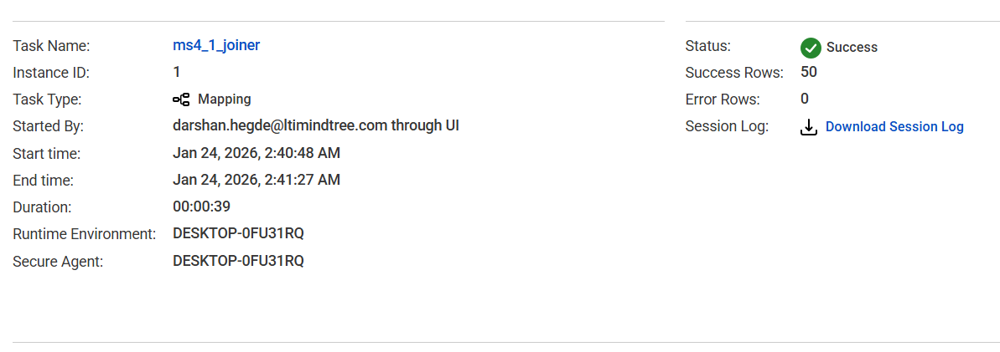 Task Name: ms4_1_joiner
Instance ID: 1
Task Type: Mapping
Started By: darshan.hegde@ltimindtree.com through UI
Start time: Jan 24, 2026, 2:40:48 AM
End time: Jan 24, 2026, 2:41:27 AM
Duration: 00:00:39
Runtime Environment: DESKTOP-0FU31RQ
Secure Agent: DESKTOP-0FU31RQ
Status: Success
Success Rows: 50
Error Rows: 0
Session Log: Download Session Log